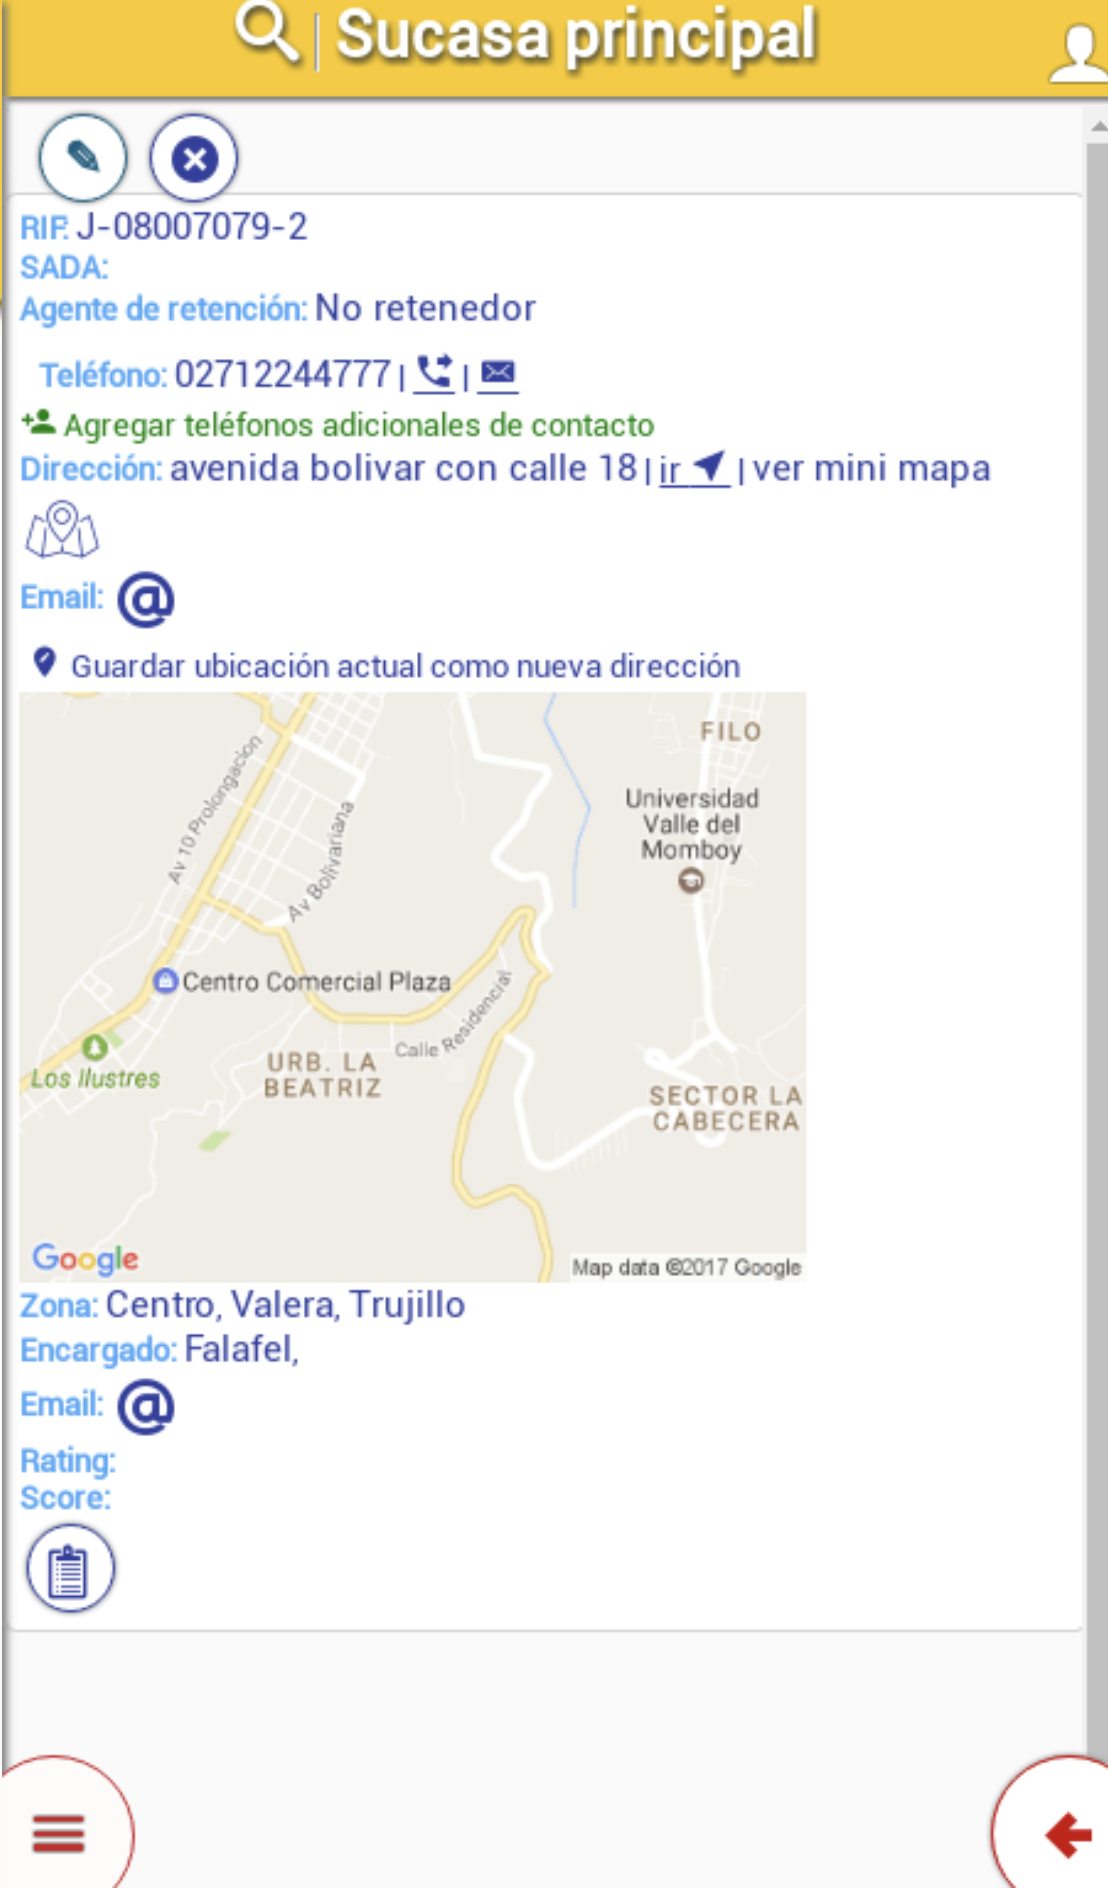 Sucasa principal
RIF: J-08007079-2
SADA:
Agente de retención: No retenedor
Teléfono: 02712244777 | |
Agregar teléfonos adicionales de contacto
Dirección: avenida bolivar con calle 18 | ir | ver mini mapa
Email: @
Guardar ubicación actual como nueva dirección
FILO
Av 10 Prolongacion
Universidad
Valle del
Momboy
Av Bolivariana
Centro Comercial Plaza
Calle Residencial
Los Ilustres
URB. LA
BEATRIZ
SECTOR LA
CABECERA
Google
Map data ©2017 Google
Zona: Centro, Valera, Trujillo
Encargado: Falafel,
Email: @
Rating:
Score: